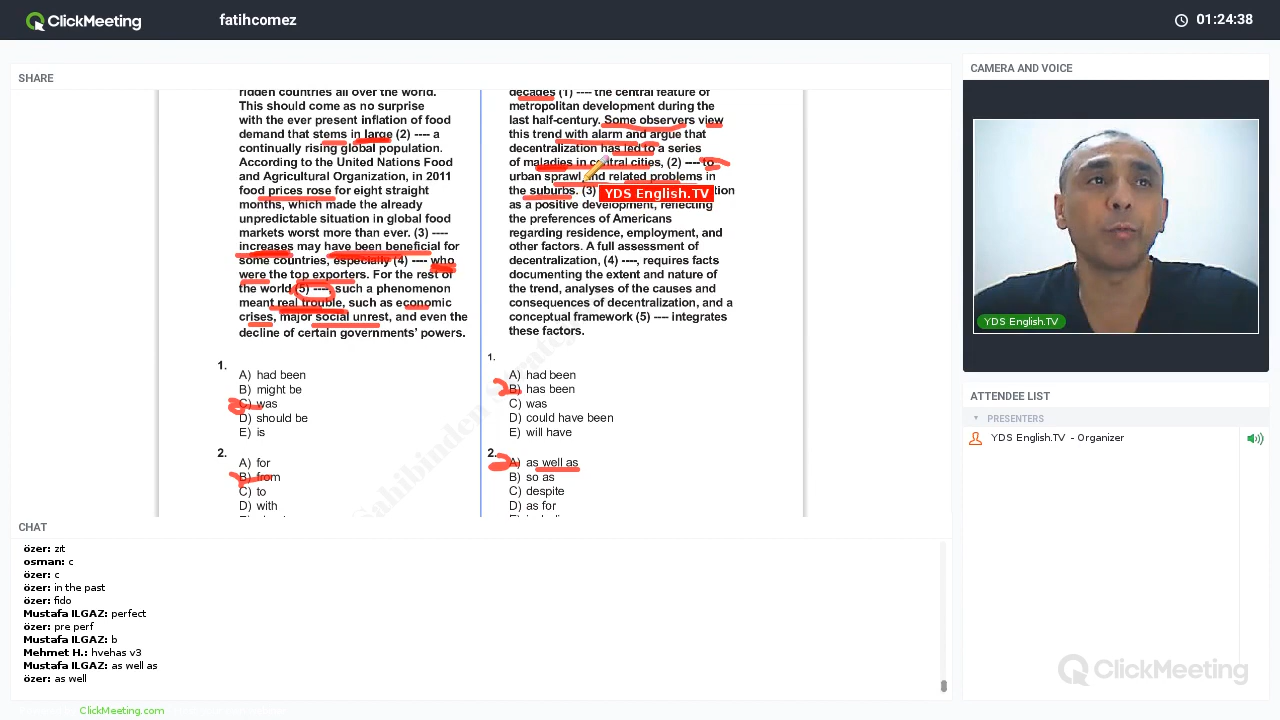 ClickMeeting
fatihcomez
01:24:38
SHARE
ridden countries all over the world.
This should come as no surprise
with the ever present inflation of food
demand that stems in large (2) ---- a
continually rising global population.
According to the United Nations Food
and Agricultural Organization, in 2011
food prices rose for eight straight
months, which made the already
unpredictable situation in global food
markets worst more than ever. (3) ----
increases may have been beneficial for
some countries, especially (4) ---- who
were the top exporters. For the rest of
the world (5) ---- such a phenomenon
meant real trouble, such as economic
crises, major social unrest, and even the
decline of certain governments’ powers.
1.
A) had been
B) might be
C) was
D) should be
E) is
2.
A) for
B) from
C) to
D) with
decades (1) ---- the central feature of
metropolitan development during the
last half-century. Some observers view
this trend with alarm and argue that
decentralization has led to a series
of maladies in central cities, (2) ---- to
urban sprawl and related problems in
the suburbs. (3)
YDS English.TV
as a positive development, reflecting
the preferences of Americans
regarding residence, employment, and
other factors. A full assessment of
decentralization, (4) ----, requires facts
documenting the extent and nature of
the trend, analyses of the causes and
consequences of decentralization, and a
conceptual framework (5) ---- integrates
these factors.
1.
A) had been
B) has been
C) was
D) could have been
E) will have
2.
A) as well as
B) so as
C) despite
D) as for
CAMERA AND VOICE
YDS English.TV
ATTENDEE LIST
PRESENTERS
YDS English.TV - Organizer
CHAT
özer: zıt
osman: c
özer: c
özer: in the past
özer: fido
Mustafa ILGAZ: perfect
özer: pre perf
Mustafa ILGAZ: b
Mehmet H.: hvehas v3
Mustafa ILGAZ: as well as
özer: as well
ClickMeeting
ClickMeeting.com